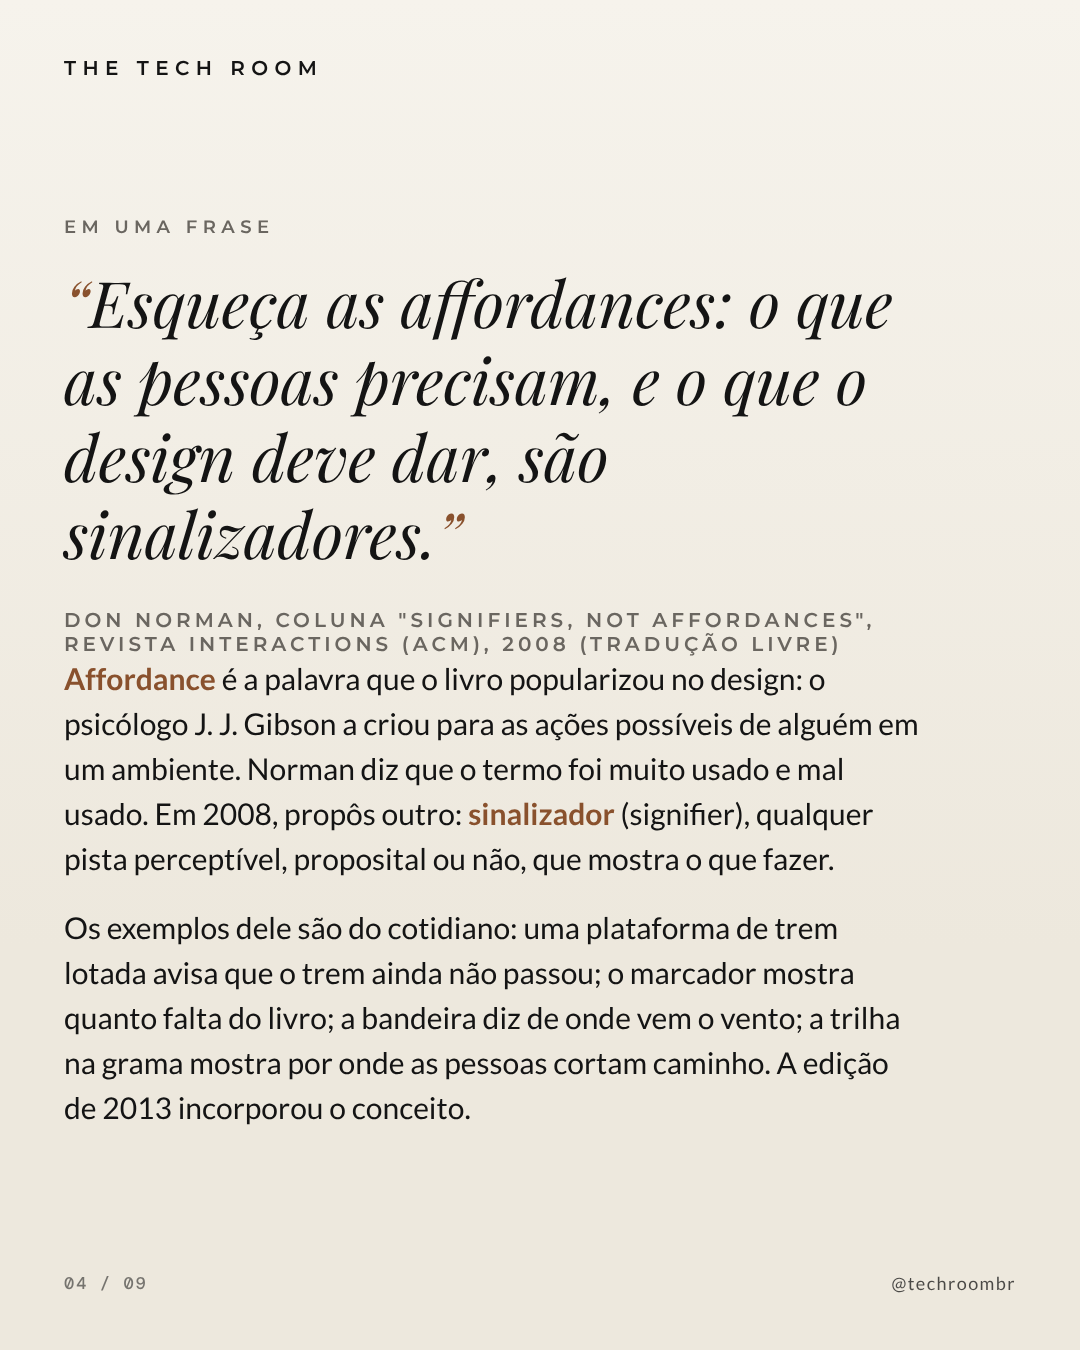 THE TECH ROOM
EM UMA FRASE
“Esqueça as affordances: o que
as pessoas precisam, e o que o
design deve dar, são
sinalizadores.”
DON NORMAN, COLUNA "SIGNIFIERS, NOT AFFORDANCES",
REVISTA INTERACTIONS (ACM), 2008 (TRADUÇÃO LIVRE)
Affordance é a palavra que o livro popularizou no design: o
psicólogo J. J. Gibson a criou para as ações possíveis de alguém em
um ambiente. Norman diz que o termo foi muito usado e mal
usado. Em 2008, propôs outro: sinalizador (signifier), qualquer
pista perceptível, proposital ou não, que mostra o que fazer.
Os exemplos dele são do cotidiano: uma plataforma de trem
lotada avisa que o trem ainda não passou; o marcador mostra
quanto falta do livro; a bandeira diz de onde vem o vento; a trilha
na grama mostra por onde as pessoas cortam caminho. A edição
de 2013 incorporou o conceito.
04 / 09
@techroombr